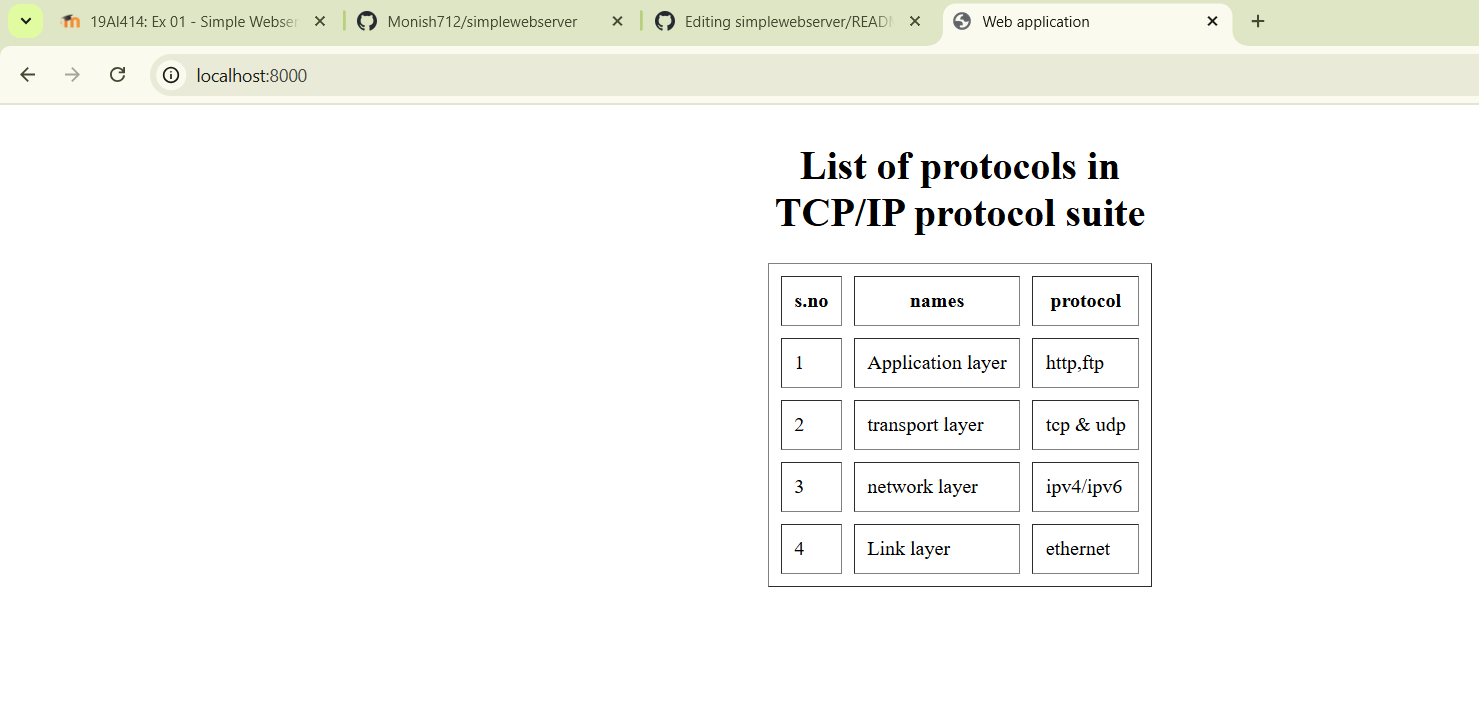 19AI414: Ex 01 - Simple Webser
Monish712/simplewebserver
Editing simplewebserver/READ
Web application
localhost:8000
List of protocols in
TCP/IP protocol suite
s.no names protocol
1 Application layer http,ftp
2 transport layer tcp & udp
3 network layer ipv4/ipv6
4 Link layer ethernet